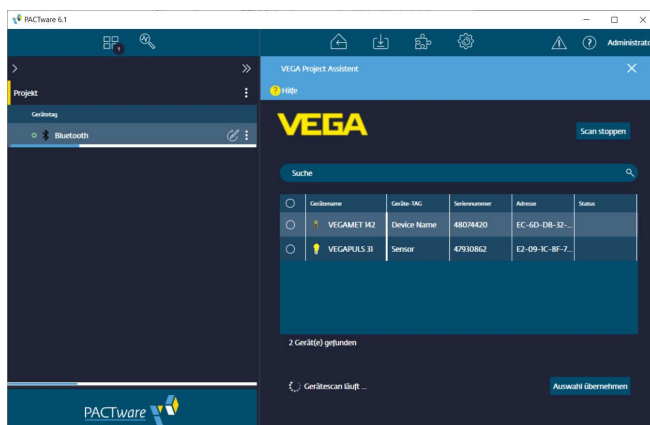 PACTware 6.1
1
Administrato
VEGA Project Assistent
Projekt
Hilfe
Gerätetag
VEGA
Bluetooth
Scan stoppen
Suche
Gerätename Geräte-TAG Seriennummer Adresse Status
VEGAMET 142 Device Name 48074420 EC-6D-DB-32-...
VEGAPULS 31 Sensor 47930862 E2-09-1C-8F-7...
2 Gerät(e) gefunden
Gerätescan läuft ...
Auswahl übernehmen
PACTware